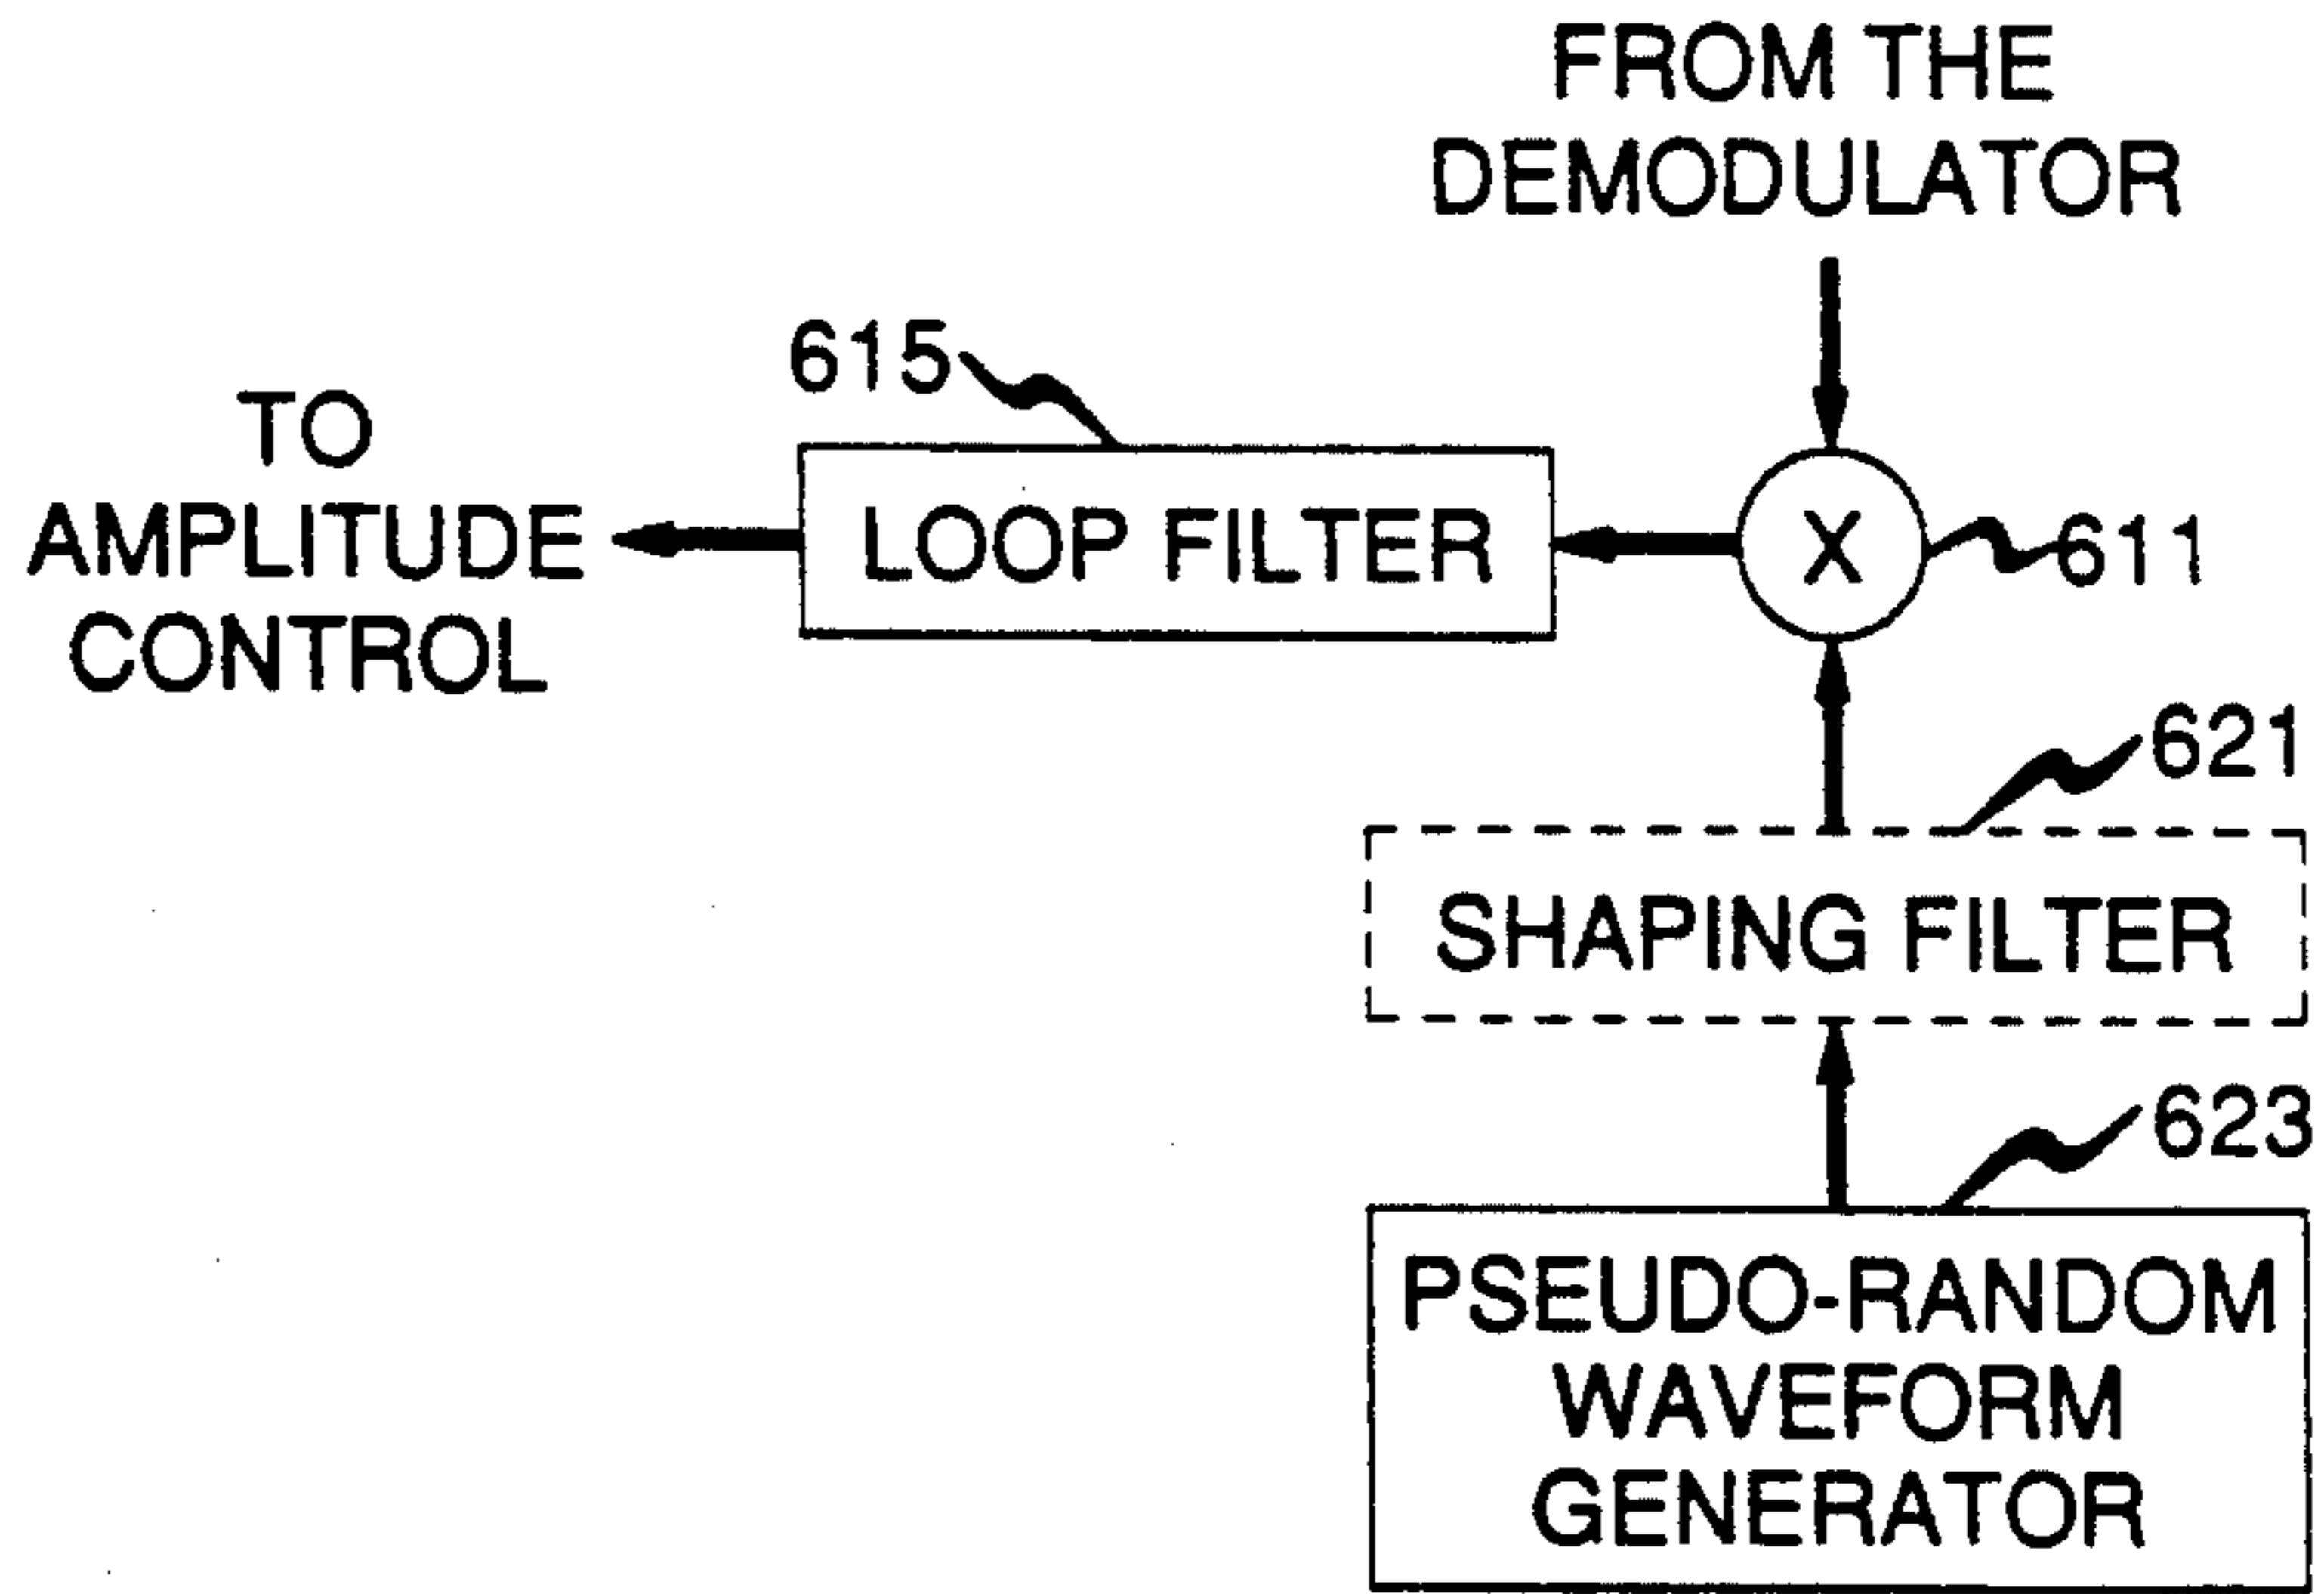 FROM THE
DEMODULATOR
615
TO
AMPLITUDE
CONTROL
LOOP FILTER
X
611
621
SHAPING FILTER
623
PSEUDO-RANDOM
WAVEFORM
GENERATOR